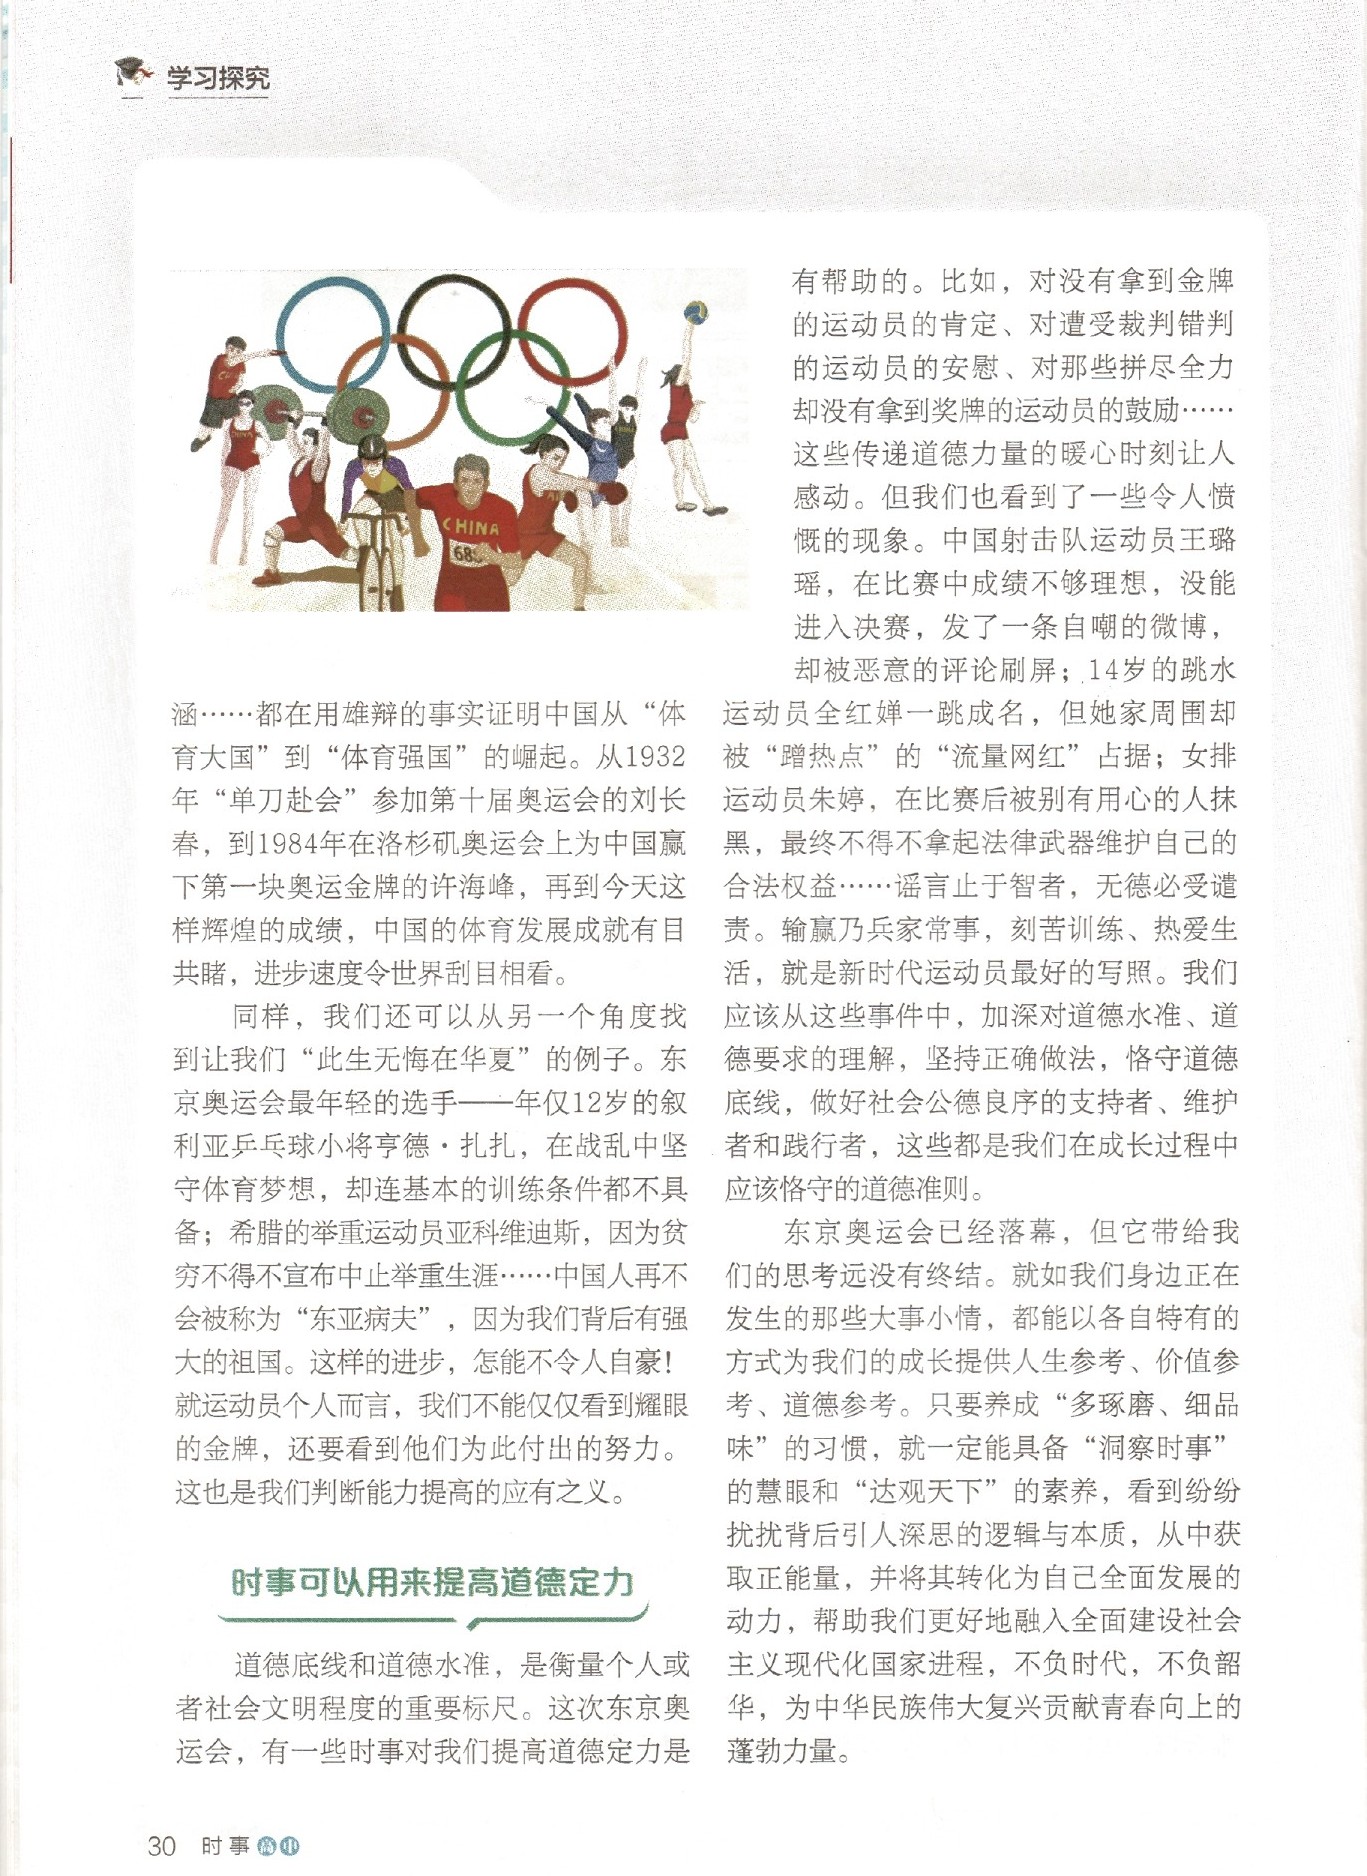 学习探究
CHINA
68
涵……都在用雄辩的事实证明中国从“体
育大国”到“体育强国”的崛起。从1932
年“单刀赴会”参加第十届奥运会的刘长
春，到1984年在洛杉矶奥运会上为中国赢
下第一块奥运金牌的许海峰，再到今天这
样辉煌的成绩，中国的体育发展成就有目
共睹，进步速度令世界刮目相看。
同样，我们还可以从另一个角度找
到让我们“此生无悔在华夏”的例子。东
京奥运会最年轻的选手——年仅12岁的叙
利亚乒乓球小将亨德·扎扎，在战乱中坚
守体育梦想，却连基本的训练条件都不具
备；希腊的举重运动员亚科维迪斯，因为贫
穷不得不宣布中止举重生涯……中国人再不
会被称为“东亚病夫”，因为我们背后有强
大的祖国。这样的进步，怎能不令人自豪！
就运动员个人而言，我们不能仅仅看到耀眼
的金牌，还要看到他们为此付出的努力。
这也是我们判断能力提高的应有之义。
时事可以用来提高道德定力
道德底线和道德水准，是衡量个人或
者社会文明程度的重要标尺。这次东京奥
运会，有一些时事对我们提高道德定力是
有帮助的。比如，对没有拿到金牌
的运动员的肯定、对遭受裁判错判
的运动员的安慰、对那些拼尽全力
却没有拿到奖牌的运动员的鼓励……
这些传递道德力量的暖心时刻让人
感动。但我们也看到了一些令人愤
慨的现象。中国射击队运动员王璐
瑶，在比赛中成绩不够理想，没能
进入决赛，发了一条自嘲的微博，
却被恶意的评论刷屏；14岁的跳水
运动员全红婵一跳成名，但她家周围却
被“蹭热点”的“流量网红”占据；女排
运动员朱婷，在比赛后被别有用心的人抹
黑，最终不得不拿起法律武器维护自己的
合法权益……谣言止于智者，无德必受谴
责。输赢乃兵家常事，刻苦训练、热爱生
活，就是新时代运动员最好的写照。我们
应该从这些事件中，加深对道德水准、道
德要求的理解，坚持正确做法，恪守道德
底线，做好社会公德良序的支持者、维护
者和践行者，这些都是我们在成长过程中
应该恪守的道德准则。
东京奥运会已经落幕，但它带给我
们的思考远没有终结。就如我们身边正在
发生的那些大事小情，都能以各自特有的
方式为我们的成长提供人生参考、价值参
考、道德参考。只要养成“多琢磨、细品
味”的习惯，就一定能具备“洞察时事”
的慧眼和“达观天下”的素养，看到纷纷
扰扰背后引人深思的逻辑与本质，从中获
取正能量，并将其转化为自己全面发展的
动力，帮助我们更好地融入全面建设社会
主义现代化国家进程，不负时代，不负韶
华，为中华民族伟大复兴贡献青春向上的
蓬勃力量。
30 时事高中